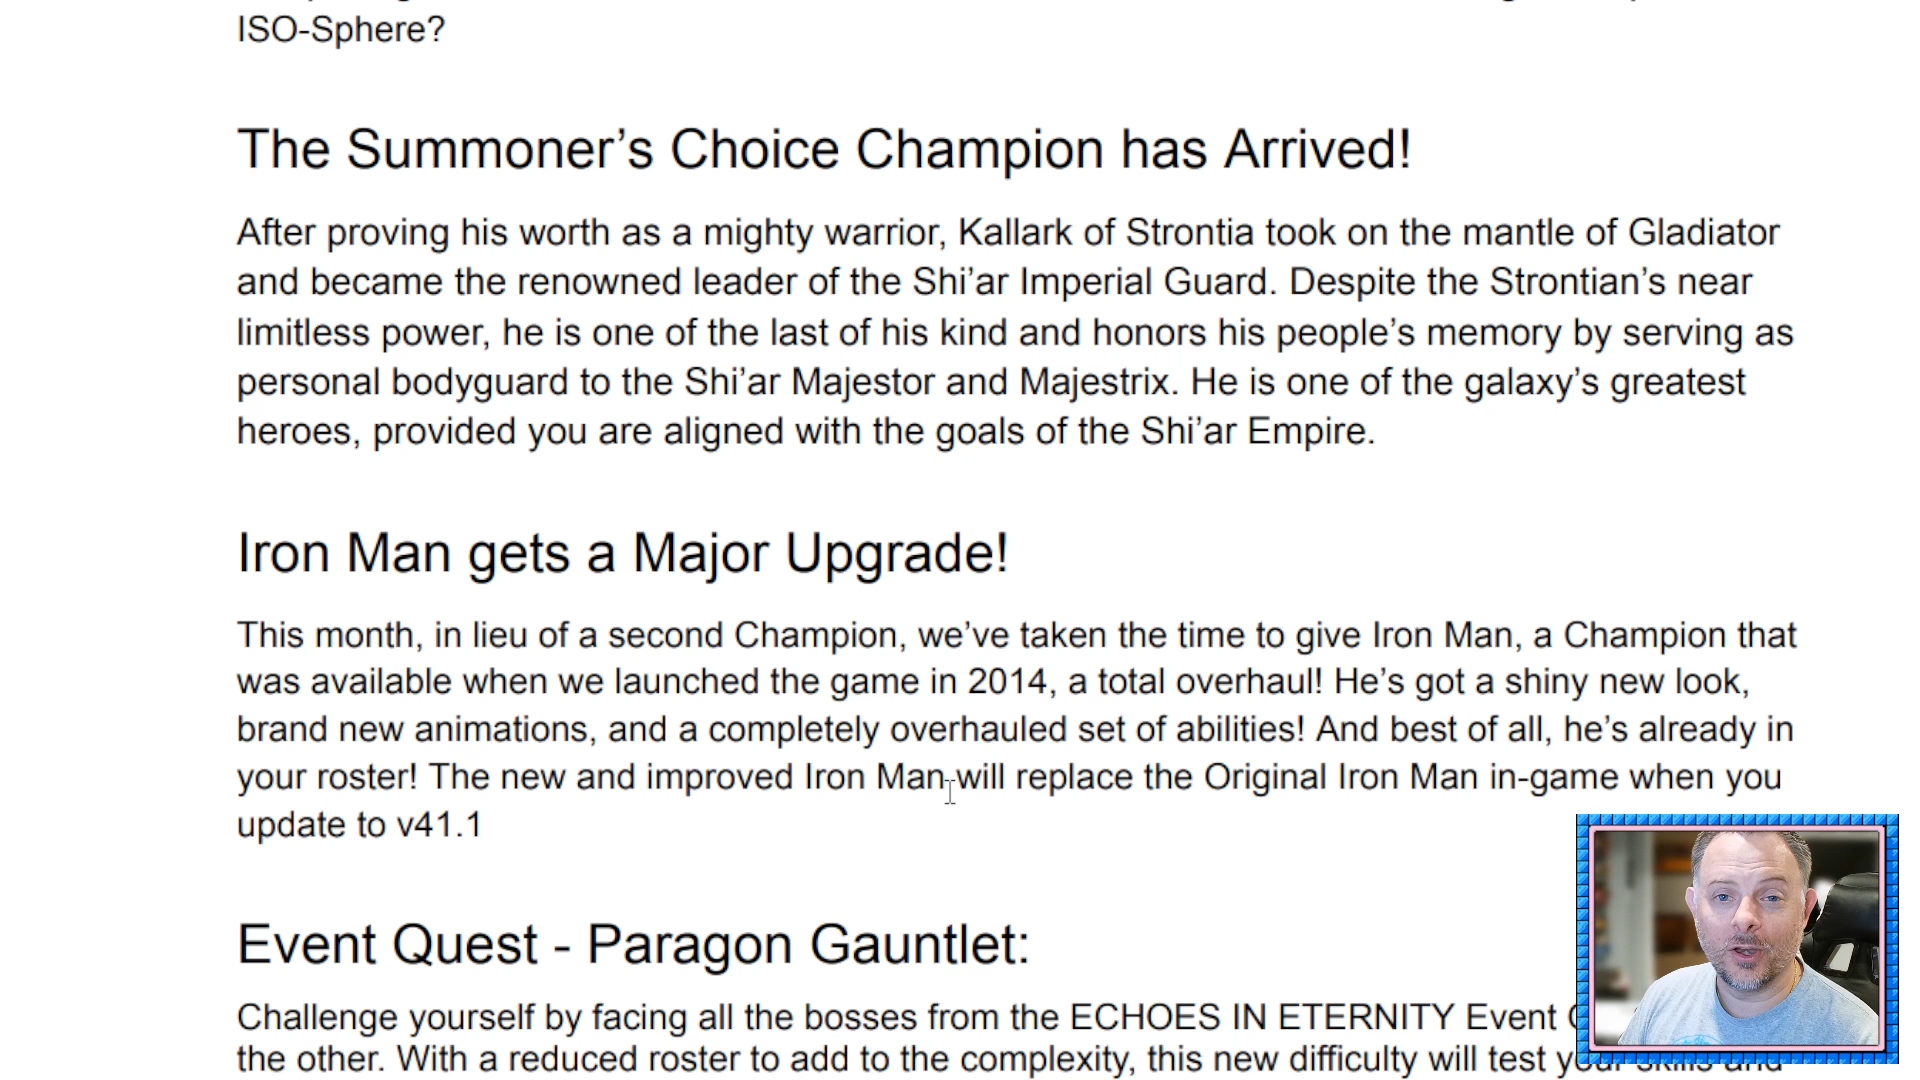 ISO-Sphere?
The Summoner’s Choice Champion has Arrived!
After proving his worth as a mighty warrior, Kallark of Strontia took on the mantle of Gladiator
and became the renowned leader of the Shi’ar Imperial Guard. Despite the Strontian’s near
limitless power, he is one of the last of his kind and honors his people’s memory by serving as
personal bodyguard to the Shi’ar Majestor and Majestrix. He is one of the galaxy’s greatest
heroes, provided you are aligned with the goals of the Shi’ar Empire.
Iron Man gets a Major Upgrade!
This month, in lieu of a second Champion, we’ve taken the time to give Iron Man, a Champion that
was available when we launched the game in 2014, a total overhaul! He’s got a shiny new look,
brand new animations, and a completely overhauled set of abilities! And best of all, he’s already in
your roster! The new and improved Iron Man will replace the Original Iron Man in-game when you
update to v41.1
Event Quest - Paragon Gauntlet:
Challenge yourself by facing all the bosses from the ECHOES IN ETERNITY Event
the other. With a reduced roster to add to the complexity, this new difficulty will test